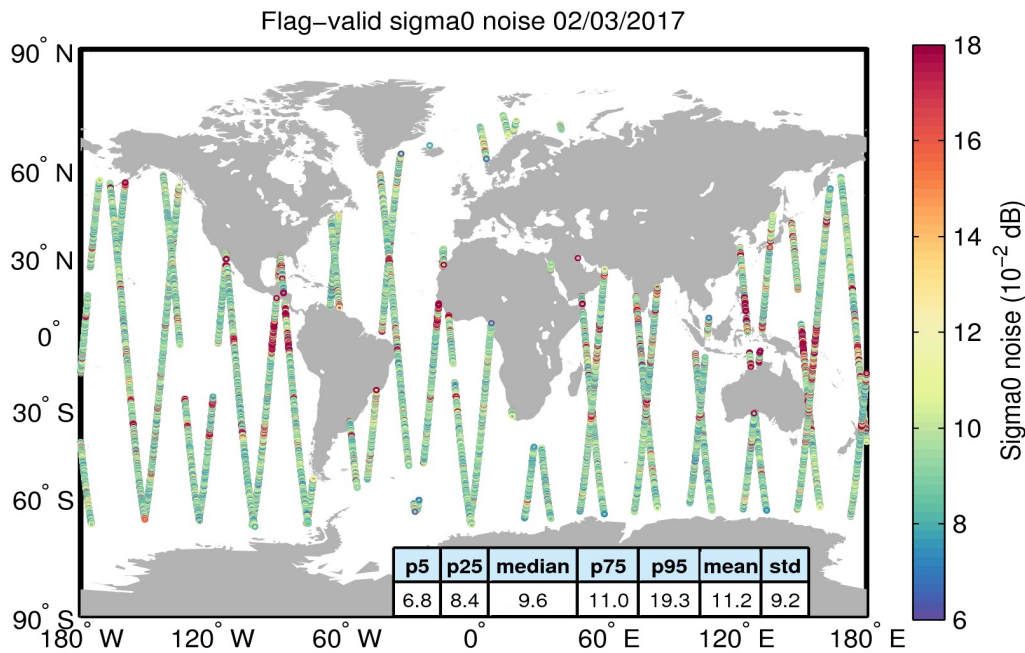 Flag−valid sigma0 noise 02/03/2017
90° N
60° N
30° N
0°
30° S
60° S
90° S
180° W
120° W
60° W
0°
60° E
120° E
180° E
p5 p25 median p75 p95 mean std
6.8 8.4 9.6 11.0 19.3 11.2 9.2
18
16
14
12
10
8
6
Sigma0 noise (10⁻² dB)